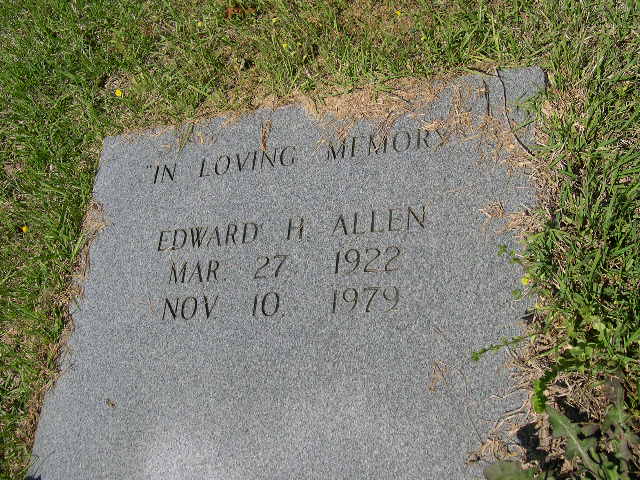 "IN LOVING MEMORY
EDWARD H. ALLEN
MAR. 27, 1922
NOV. 10, 1979